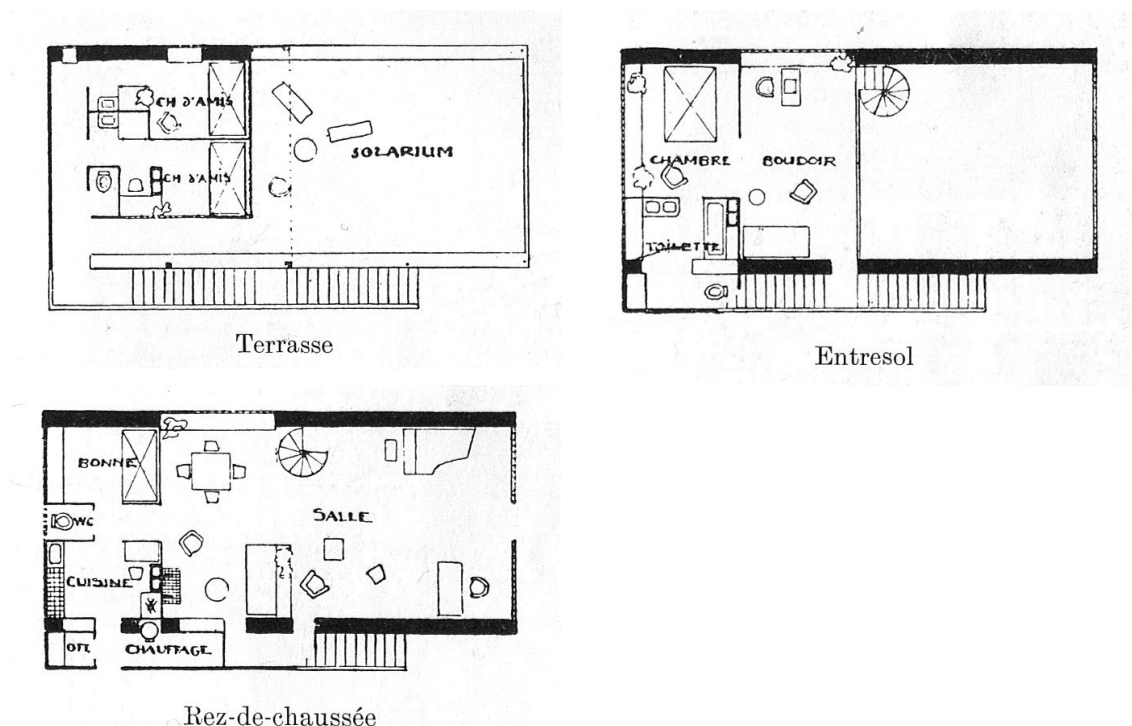 CH D'AMIS
SOLARIUM
CH D'AMIS
Terrasse
CHAMBRE BOUDOIR
TOILETTE
Entresol
BONNE
SALLE
WC
CUISINE
OFF. CHAUFFAGE
Rez-de-chaussée